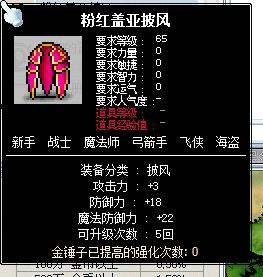 粉红盖亚披风
要求等级： 65
要求力量： 0
要求敏捷： 0
要求智力： 0
要求运气： 0
要求人气度： -
道具等级： -
道具经验值： -
新手 战士 魔法师 弓箭手 飞侠 海盗
装备分类： 披风
攻击力： +3
防御力： +18
魔法防御力： +22
可升级次数： 5回
金锤子已提高的强化次数: 0